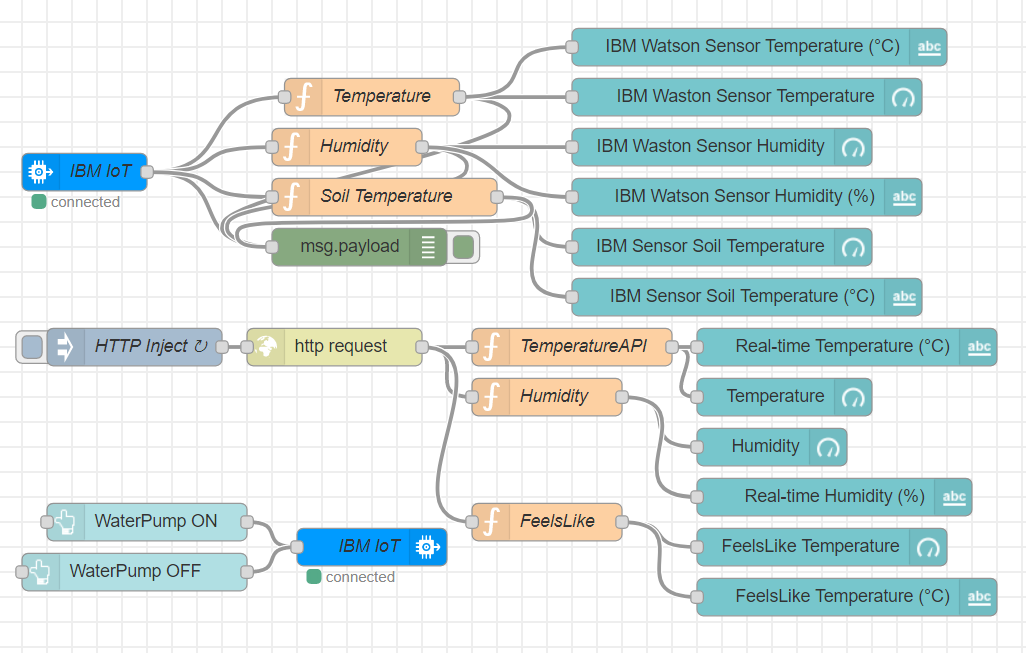 IBM IoT
connected
Temperature
Humidity
Soil Temperature
msg.payload
IBM Watson Sensor Temperature (°C)
abc
IBM Waston Sensor Temperature
IBM Waston Sensor Humidity
IBM Watson Sensor Humidity (%)
abc
IBM Sensor Soil Temperature
IBM Sensor Soil Temperature (°C)
abc
HTTP Inject ↻
http request
TemperatureAPI
Humidity
FeelsLike
Real-time Temperature (°C)
abc
Temperature
Humidity
Real-time Humidity (%)
abc
FeelsLike Temperature
FeelsLike Temperature (°C)
abc
WaterPump ON
WaterPump OFF
IBM IoT
connected